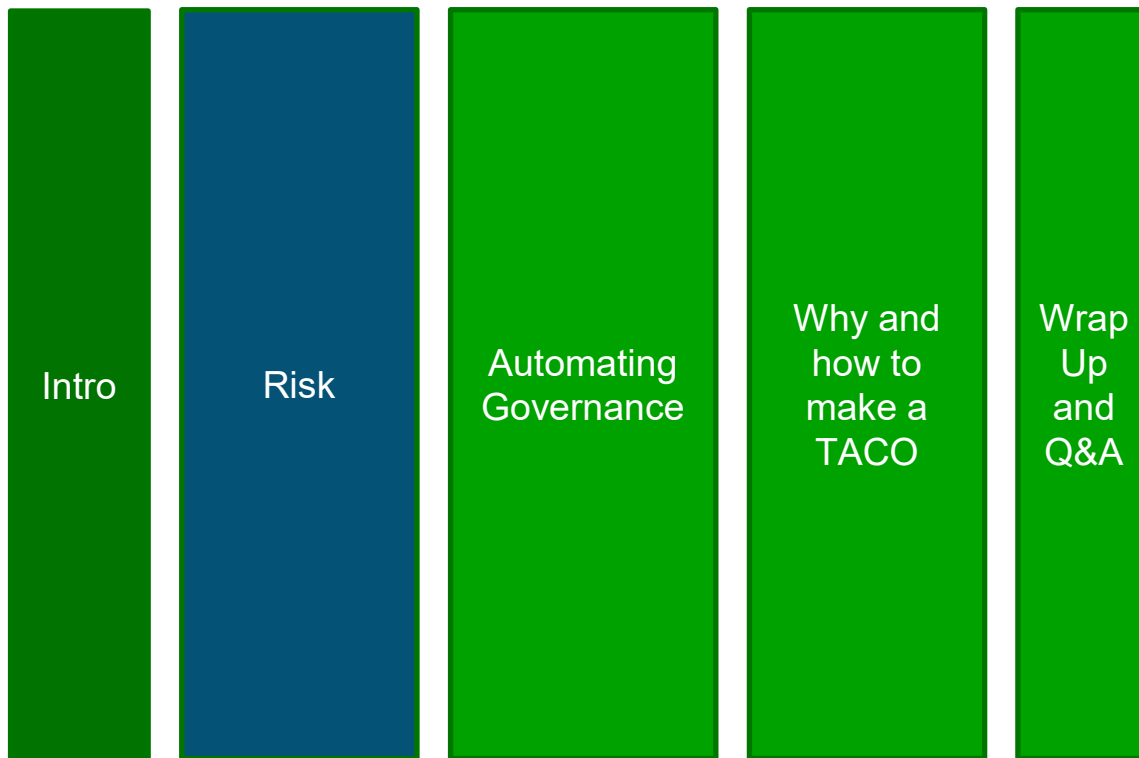 Intro
Risk
Automating
Governance
Why and
how to
make a
TACO
Wrap
Up
and
Q&A